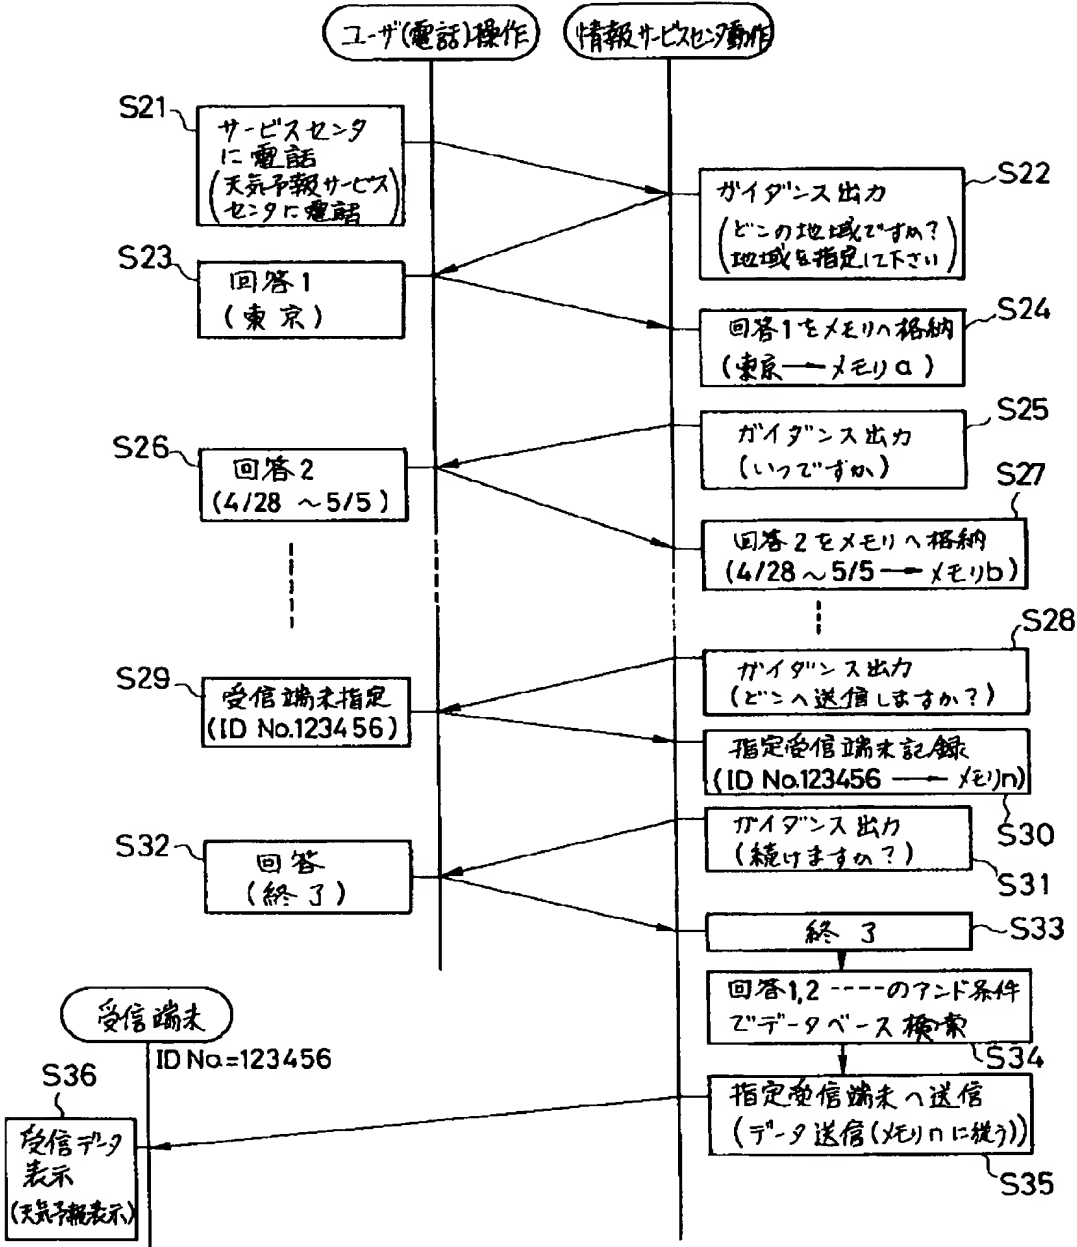 ユーザ(電話)操作
情報サービスセンタ動作
S21
サービスセンタ
に電話
(天気予報サービス
センタに電話)
S22
ガイダンス出力
(どこの地域ですか?
地域を指定して下さい)
S23
回答1
(東京)
S24
回答1をメモリへ格納
(東京→メモリa)
S25
ガイダンス出力
(いつですか)
S26
回答2
(4/28 ~5/5)
S27
回答2をメモリへ格納
(4/28~5/5→メモリb)
S28
ガイダンス出力
(どこへ送信しますか?)
S29
受信端末指定
(ID No.123456)
指定受信端末記録
(ID No.123456→メモリn)
S30
ガイダンス出力
(続けますか?)
S31
S32
回答
(終了)
終了
S33
回答1,2----のアンド条件
でデータベース検索
S34
受信端末
ID No.=123456
指定受信端末へ送信
(データ送信(メモリnに従う))
S35
S36
受信データ
表示
(天気予報表示)